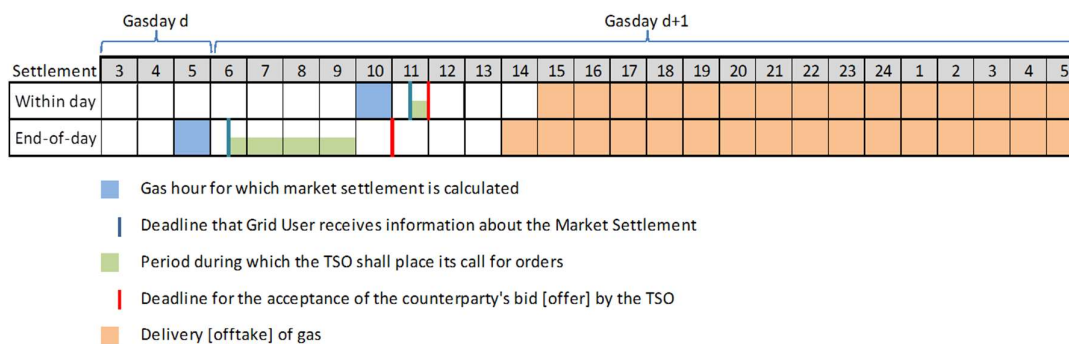 Gasday d Gasday d+1
Settlement 3 4 5 6 7 8 9 10 11 12 13 14 15 16 17 18 19 20 21 22 23 24 1 2 3 4 5
Within day
End-of-day
Gas hour for which market settlement is calculated
Deadline that Grid User receives information about the Market Settlement
Period during which the TSO shall place its call for orders
Deadline for the acceptance of the counterparty's bid [offer] by the TSO
Delivery [offtake] of gas